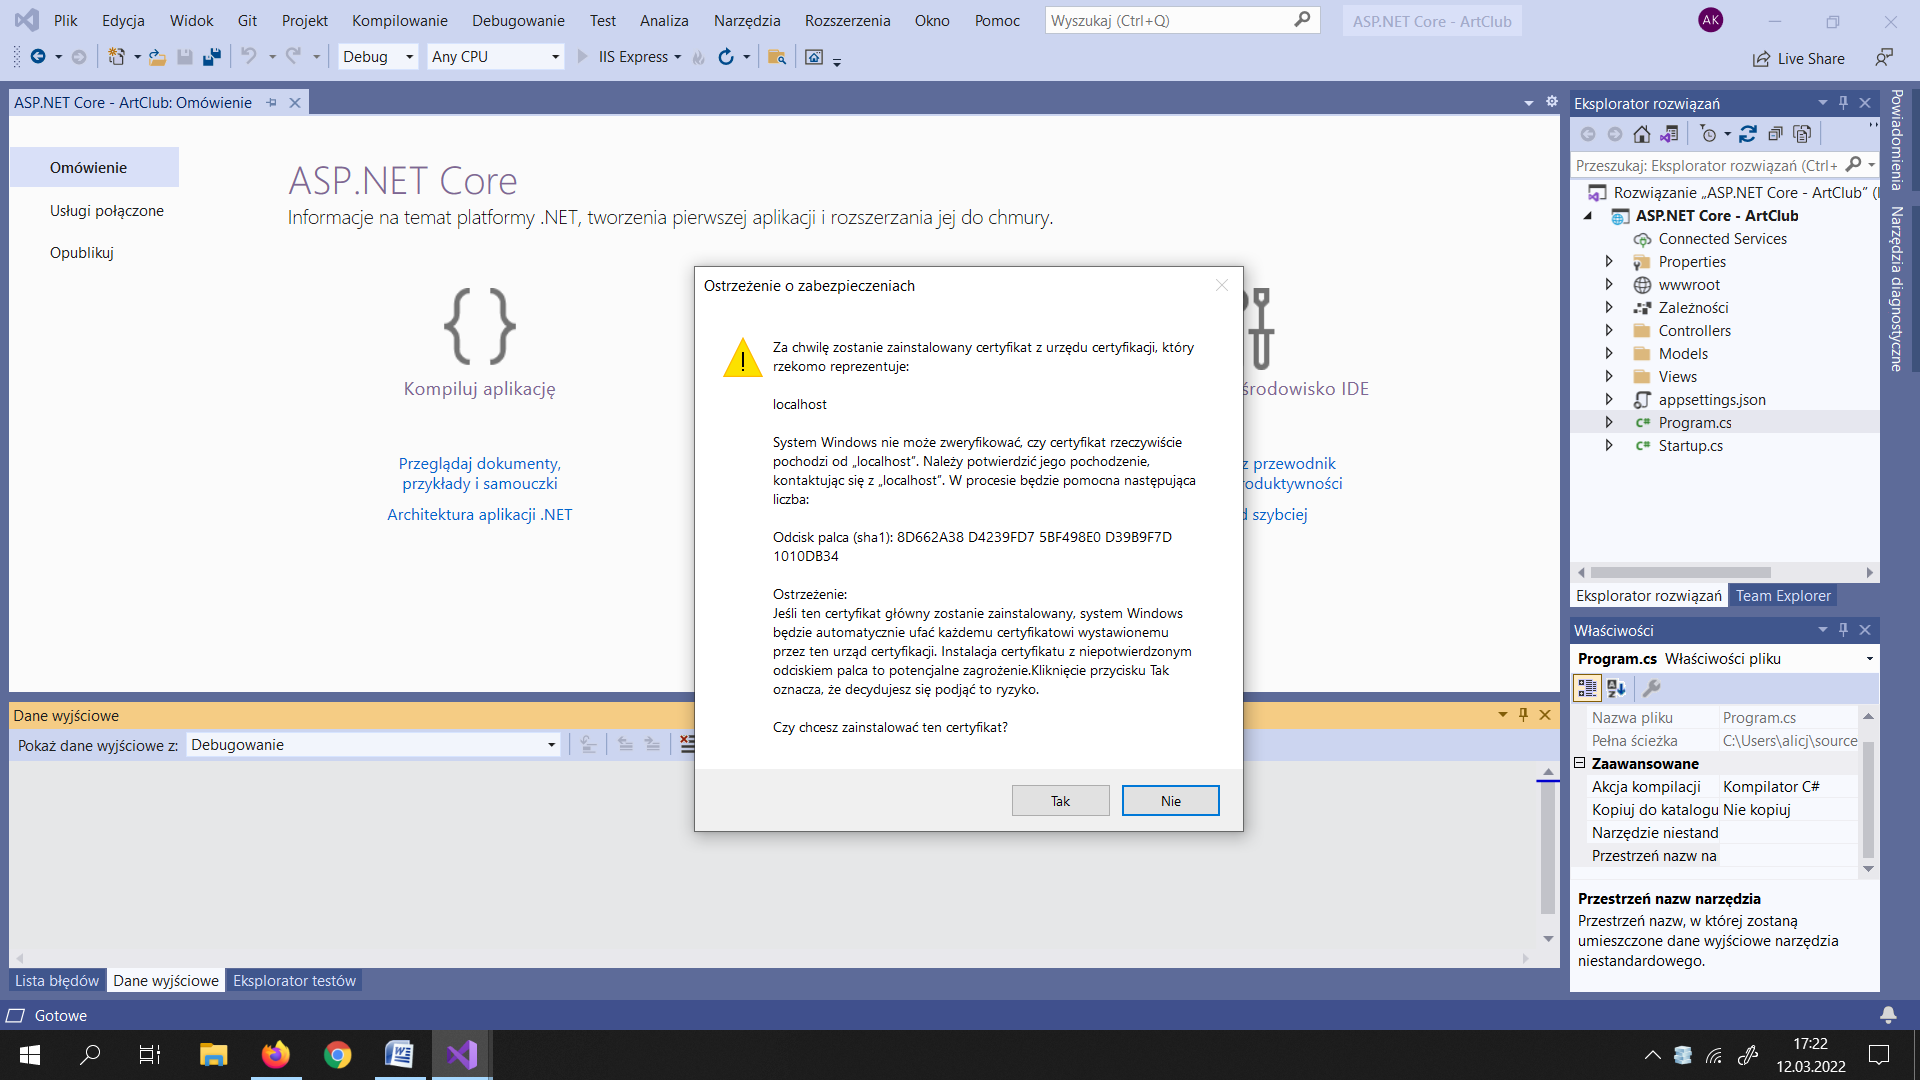 Plik Edycja Widok Git Projekt Kompilowanie Debugowanie Test Analiza Narzędzia Rozszerzenia Okno Pomoc Wyszukaj (Ctrl+Q) ASP.NET Core - ArtClub AK
Debug Any CPU IIS Express Live Share
ASP.NET Core - ArtClub: Omówienie
Omówienie
Usługi połączone
Opublikuj
ASP.NET Core
Informacje na temat platformy .NET, tworzenia pierwszej aplikacji i rozszerzania jej do chmury.
Kompiluj aplikację
środowisko IDE
Przeglądaj dokumenty,
przykłady i samouczki
Architektura aplikacji .NET
z przewodnik
roduktywności
d szybciej
Ostrzeżenie o zabezpieczeniach
Za chwilę zostanie zainstalowany certyfikat z urzędu certyfikacji, który
rzekomo reprezentuje:
localhost
System Windows nie może zweryfikować, czy certyfikat rzeczywiście
pochodzi od „localhost”. Należy potwierdzić jego pochodzenie,
kontaktując się z „localhost”. W procesie będzie pomocna następująca
liczba:
Odcisk palca (sha1): 8D662A38 D4239FD7 5BF498E0 D39B9F7D
1010DB34
Ostrzeżenie:
Jeśli ten certyfikat główny zostanie zainstalowany, system Windows
będzie automatycznie ufać każdemu certyfikatowi wystawionemu
przez ten urząd certyfikacji. Instalacja certyfikatu z niepotwierdzonym
odciskiem palca to potencjalne zagrożenie.Kliknięcie przycisku Tak
oznacza, że decydujesz się podjąć to ryzyko.
Czy chcesz zainstalować ten certyfikat?
Tak Nie
Eksplorator rozwiązań
Przeszukaj: Eksplorator rozwiązań (Ctrl+
Rozwiązanie „ASP.NET Core - ArtClub” (
ASP.NET Core - ArtClub
Connected Services
Properties
wwwroot
Zależności
Controllers
Models
Views
appsettings.json
Program.cs
Startup.cs
Eksplorator rozwiązań Team Explorer
Powiadomienia
Narzędzia diagnostyczne
Właściwości
Program.cs Właściwości pliku
Nazwa pliku Program.cs
Pełna ścieżka C:\Users\alicj\source
Zaawansowane
Akcja kompilacji Kompilator C#
Kopiuj do katalogu Nie kopiuj
Narzędzie niestand
Przestrzeń nazw na
Przestrzeń nazw narzędzia
Przestrzeń nazw, w której zostaną
umieszczone dane wyjściowe narzędzia
niestandardowego.
Dane wyjściowe
Pokaż dane wyjściowe z: Debugowanie
Lista błędów Dane wyjściowe Eksplorator testów
Gotowe
17:22
12.03.2022